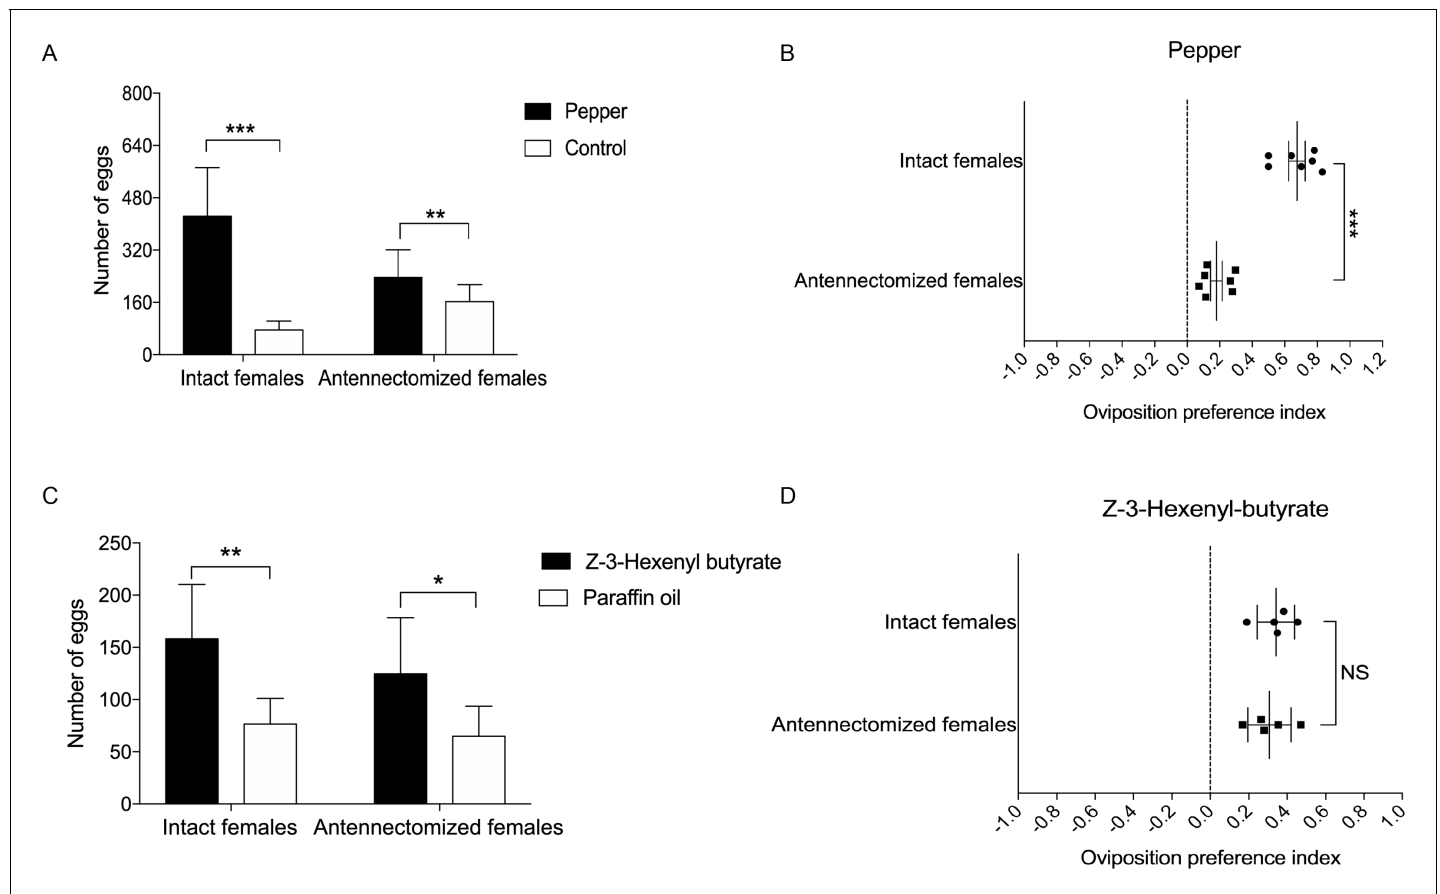 A
Number of eggs
800
640
480
320
160
0
***
**
Pepper
Control
Intact females
Antennectomized females
B
Pepper
Intact females
Antennectomized females
***
-1.0 -0.8 -0.6 -0.4 -0.2 0.0 0.2 0.4 0.6 0.8 1.0 1.2
Oviposition preference index
C
Number of eggs
250
200
150
100
50
0
**
*
Z-3-Hexenyl butyrate
Paraffin oil
Intact females
Antennectomized females
D
Z-3-Hexenyl-butyrate
Intact females
Antennectomized females
NS
-1.0 -0.8 -0.6 -0.4 -0.2 0.0 0.2 0.4 0.6 0.8 1.0
Oviposition preference index